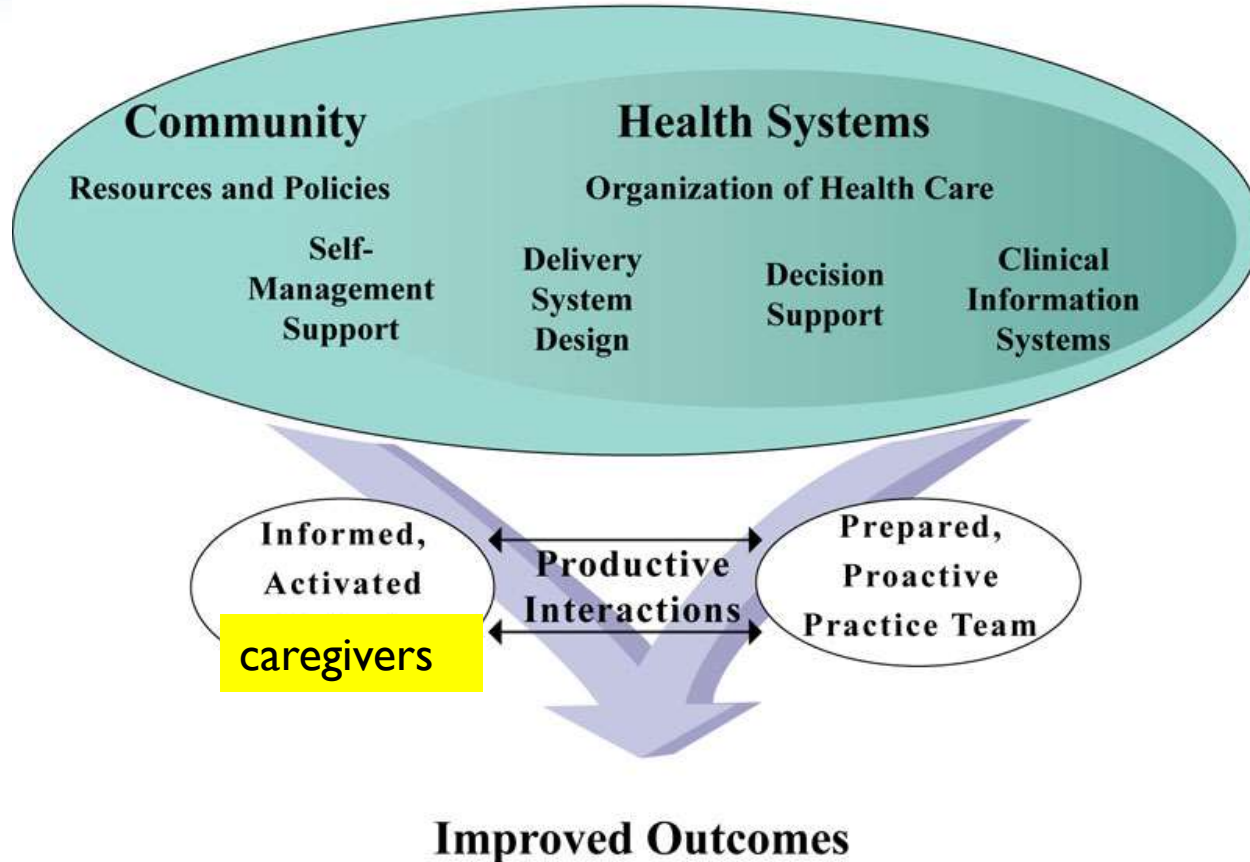 Community
Health Systems
Resources and Policies
Organization of Health Care
Self-
Management
Support
Delivery
System
Design
Decision
Support
Clinical
Information
Systems
Informed,
Activated
caregivers
Productive
Interactions
Prepared,
Proactive
Practice Team
Improved Outcomes